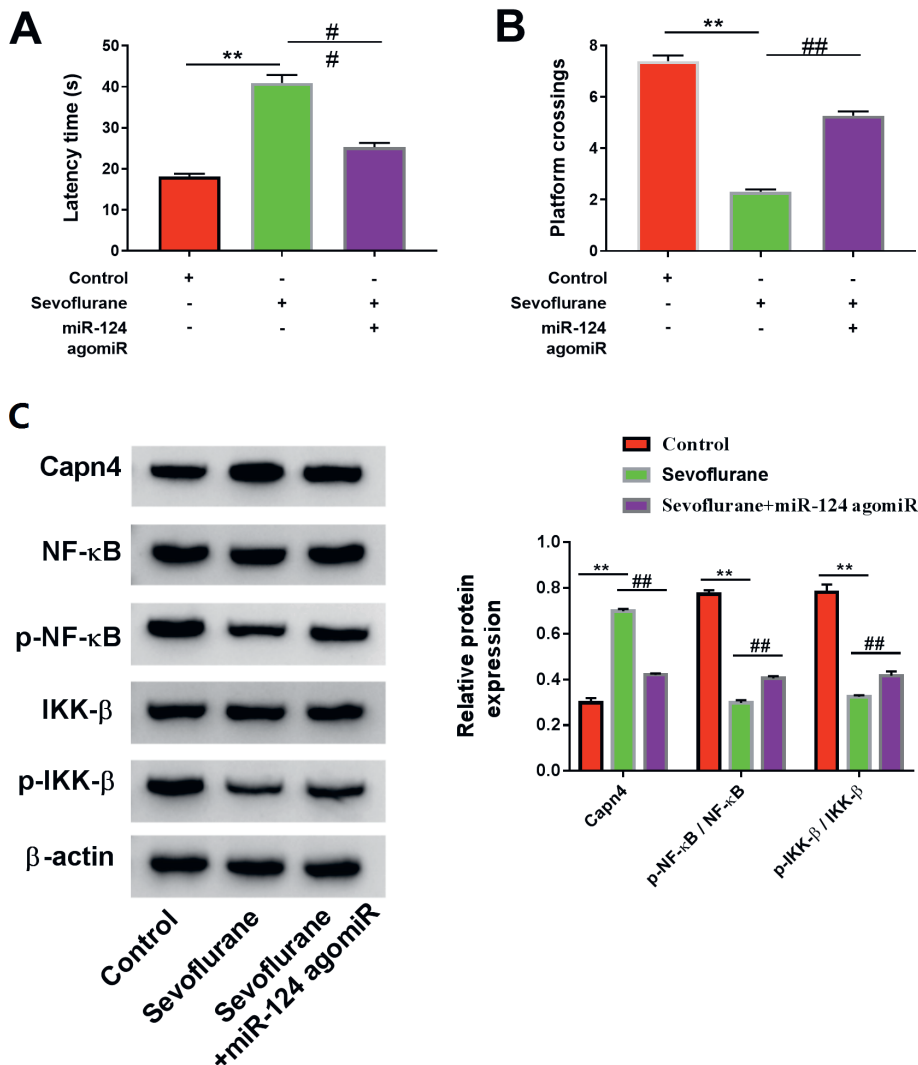 A
Latency time (s)
50
40
30
20
10
0
**
#
#
Control + - -
Sevoflurane - + +
miR-124 - - +
agomiR
B
Platform crossings
8
6
4
2
0
**
##
Control + - -
Sevoflurane - + +
miR-124 - - +
agomiR
C
Capn4
NF-κB
p-NF-κB
IKK-β
p-IKK-β
β-actin
Control
Sevoflurane
Sevoflurane
+miR-124 agomiR
Control
Sevoflurane
Sevoflurane+miR-124 agomiR
Relative protein
expression
1.0
0.8
0.6
0.4
0.2
0.0
** ## ** ## ** ##
Capn4
p-NF-κB / NF-κB
p-IKK-β / IKK-β